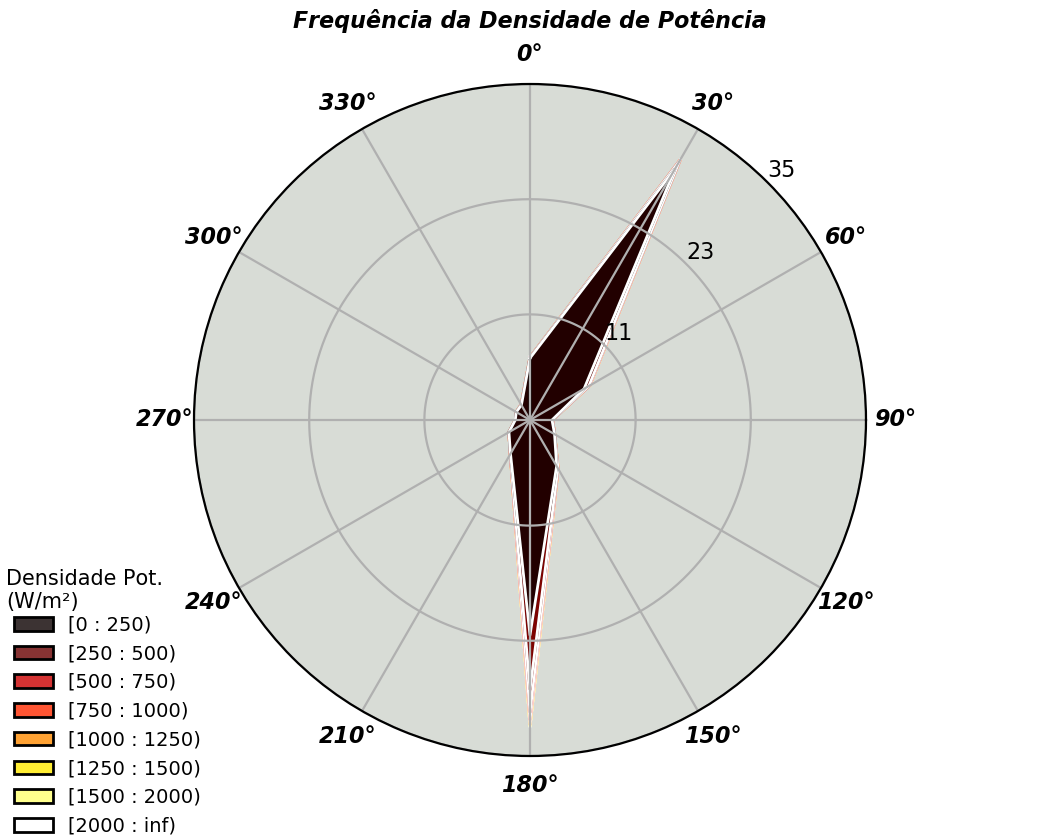 Frequência da Densidade de Potência
0°
330°
30°
35
300°
60°
23
11
270°
90°
240°
120°
210°
150°
180°
Densidade Pot.
(W/m²)
[0 : 250)
[250 : 500)
[500 : 750)
[750 : 1000)
[1000 : 1250)
[1250 : 1500)
[1500 : 2000)
[2000 : inf)